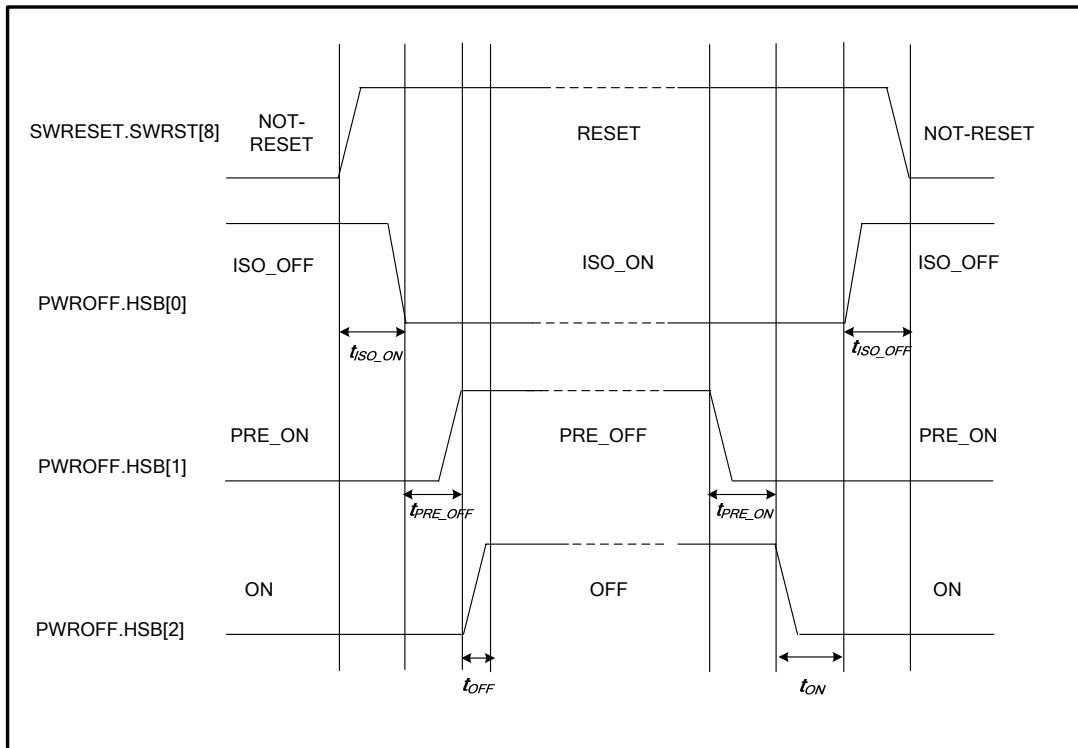 SWRESET.SWRST[8]
NOT-
RESET
RESET
NOT-RESET
ISO_OFF
ISO_ON
ISO_OFF
PWROFF.HSB[0]
tISO_ON
tISO_OFF
PRE_ON
PRE_OFF
PRE_ON
PWROFF.HSB[1]
tPRE_OFF
tPRE_ON
ON
OFF
ON
PWROFF.HSB[2]
tOFF
tON